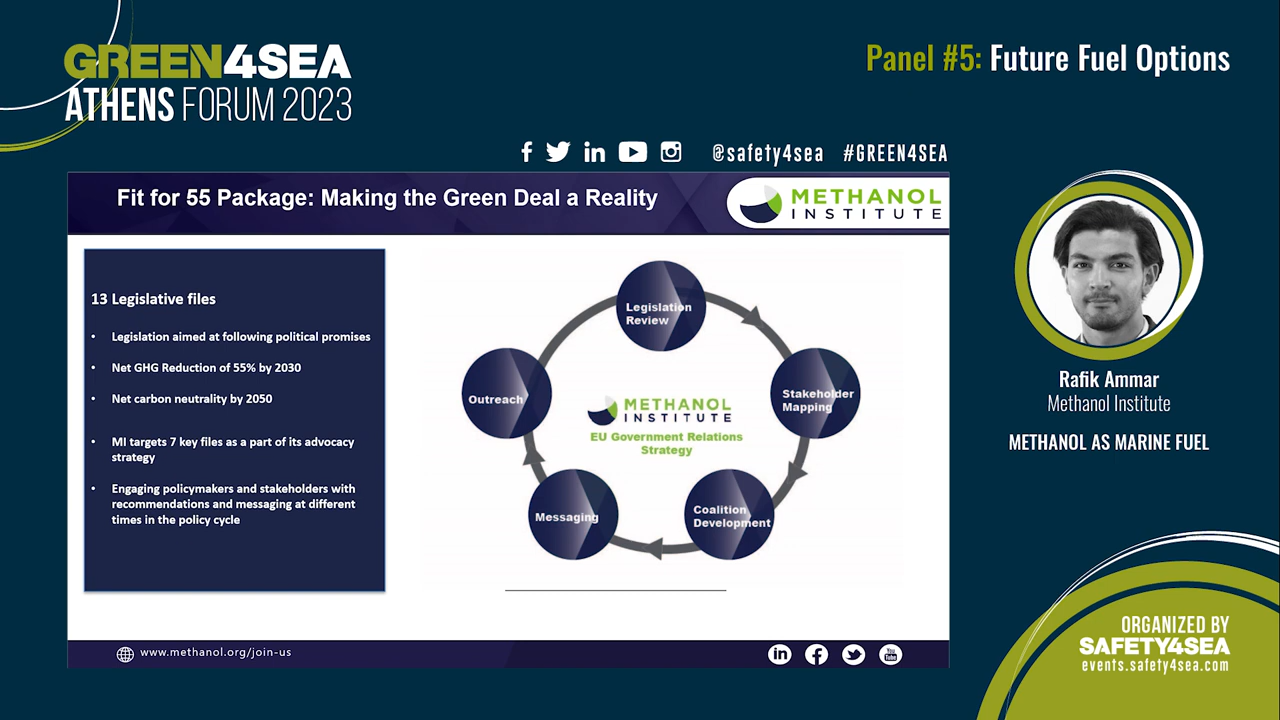 GREEN4SEA
ATHENS FORUM 2023
Panel #5: Future Fuel Options
@safety4sea #GREEN4SEA
Fit for 55 Package: Making the Green Deal a Reality
METHANOL
INSTITUTE
13 Legislative files
• Legislation aimed at following political promises
• Net GHG Reduction of 55% by 2030
• Net carbon neutrality by 2050
• MI targets 7 key files as a part of its advocacy
strategy
• Engaging policymakers and stakeholders with
recommendations and messaging at different
times in the policy cycle
Legislation
Review
Stakeholder
Mapping
Coalition
Development
Messaging
Outreach
METHANOL
INSTITUTE
EU Government Relations
Strategy
www.methanol.org/join-us
You
Tube
Rafik Ammar
Methanol Institute
METHANOL AS MARINE FUEL
ORGANIZED BY
SAFETY4SEA
events.safety4sea.com